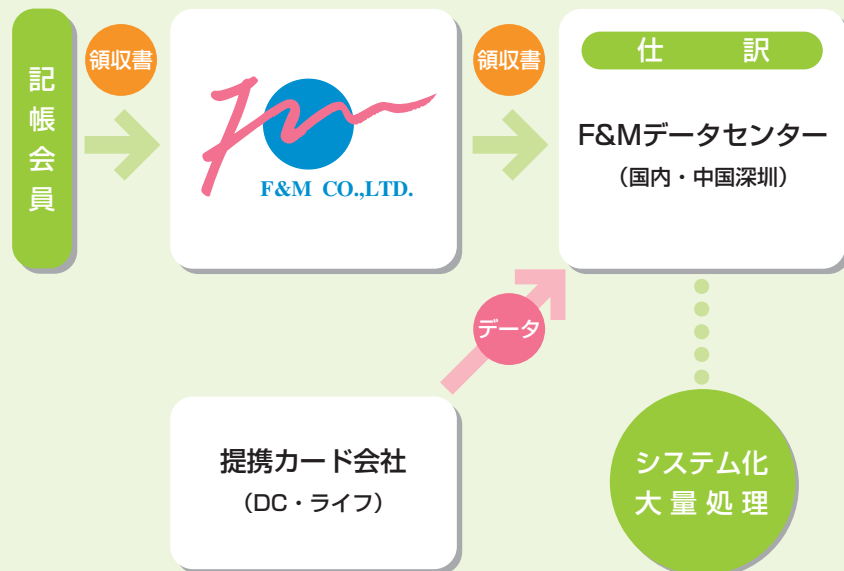 記帳会員
領収書
F&M CO.,LTD.
領収書
仕訳
F&Mデータセンター
（国内・中国深圳）
データ
提携カード会社
（DC・ライフ）
システム化
大量処理